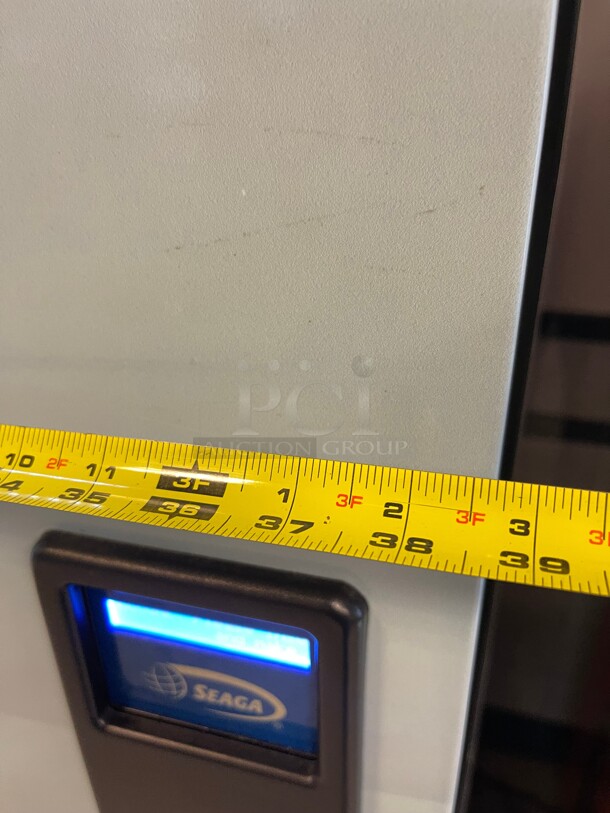 PCI
AUCTION GROUP
10 2F 11 3F 1 3F 2 3F 3 3F
4 35 36 37 38 39
SEAGA